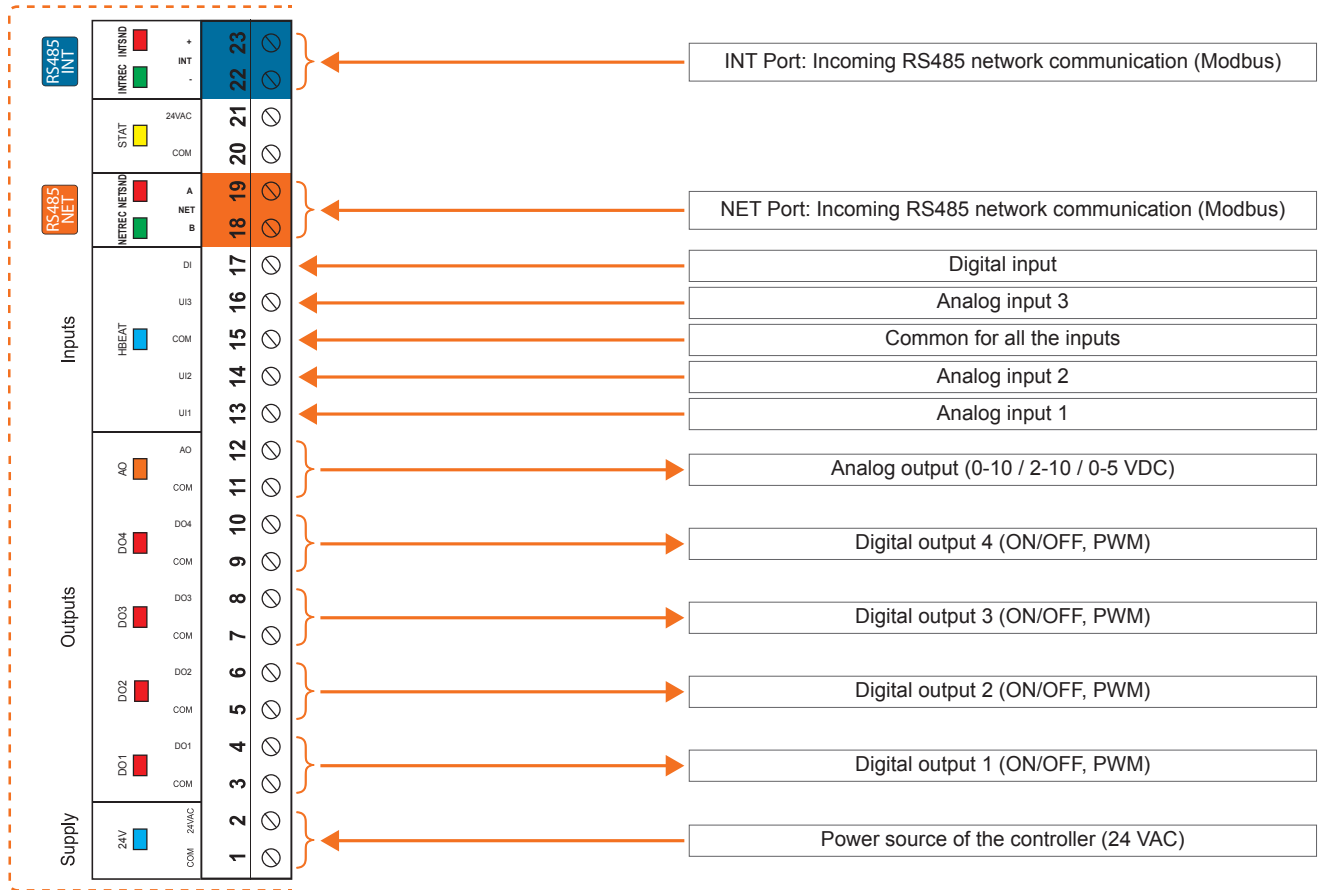 RS485
INT
INTREC INTSND
+
INT
-
23
22
INT Port: Incoming RS485 network communication (Modbus)
STAT
24VAC
COM
21
20
RS485
NET
NETREC NETSND
A
NET
B
19
18
NET Port: Incoming RS485 network communication (Modbus)
Inputs
HBEAT
DI
17
Digital input
UI3
16
Analog input 3
COM
15
Common for all the inputs
UI2
14
Analog input 2
UI1
13
Analog input 1
Outputs
AO
AO
COM
12
11
Analog output (0-10 / 2-10 / 0-5 VDC)
DO4
DO4
COM
10
9
Digital output 4 (ON/OFF, PWM)
DO3
DO3
COM
8
7
Digital output 3 (ON/OFF, PWM)
DO2
DO2
COM
6
5
Digital output 2 (ON/OFF, PWM)
DO1
DO1
COM
4
3
Digital output 1 (ON/OFF, PWM)
Supply
24V
COM 24VAC
2
1
Power source of the controller (24 VAC)